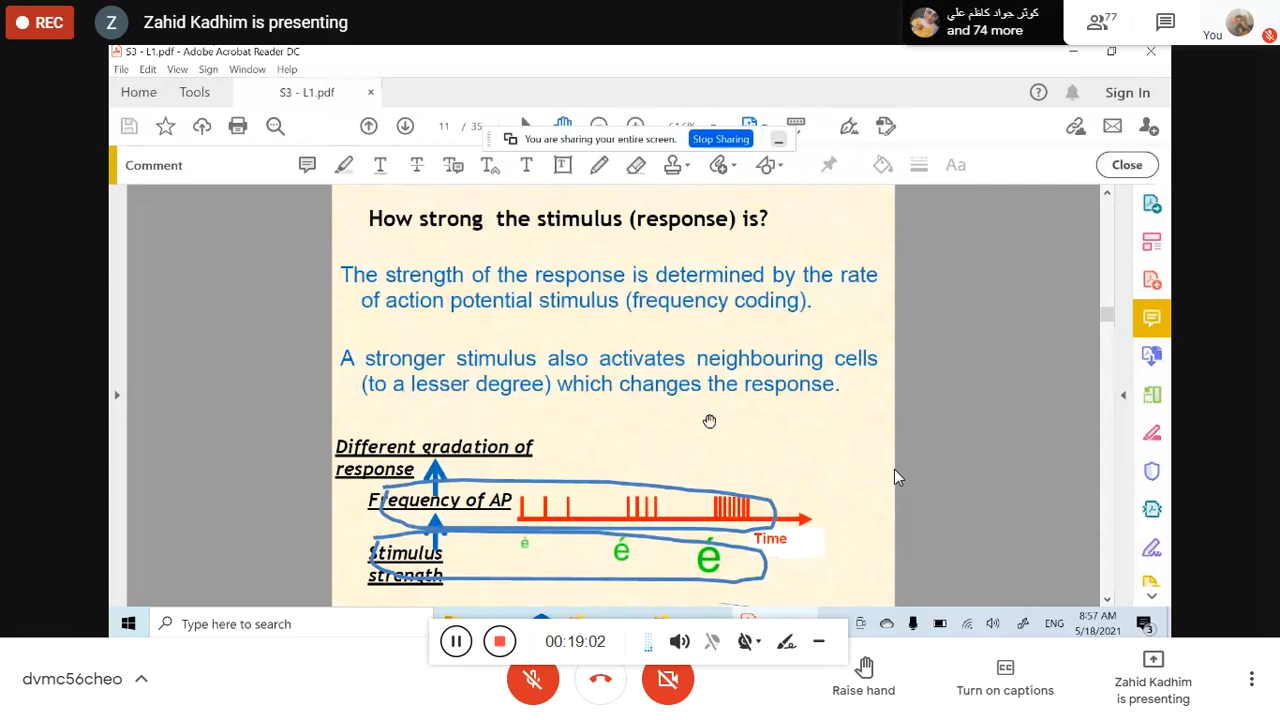 REC
Z
Zahid Kadhim is presenting
كوثر جواد كاظم علي
and 74 more
77
You
S3 - L1.pdf - Adobe Acrobat Reader DC
File Edit View Sign Window Help
Home Tools S3 - L1.pdf × Sign In
11 / 35
You are sharing your entire screen. Stop Sharing
Comment Aa Close
How strong the stimulus (response) is?
The strength of the response is determined by the rate
of action potential stimulus (frequency coding).
A stronger stimulus also activates neighbouring cells
(to a lesser degree) which changes the response.
Different gradation of
response
Frequency of AP
Time
Stimulus
strength
é é é
Type here to search
ENG
8:57 AM
5/18/2021
3
00:19:02
dvmc56cheo
Raise hand
Turn on captions
Zahid Kadhim
is presenting